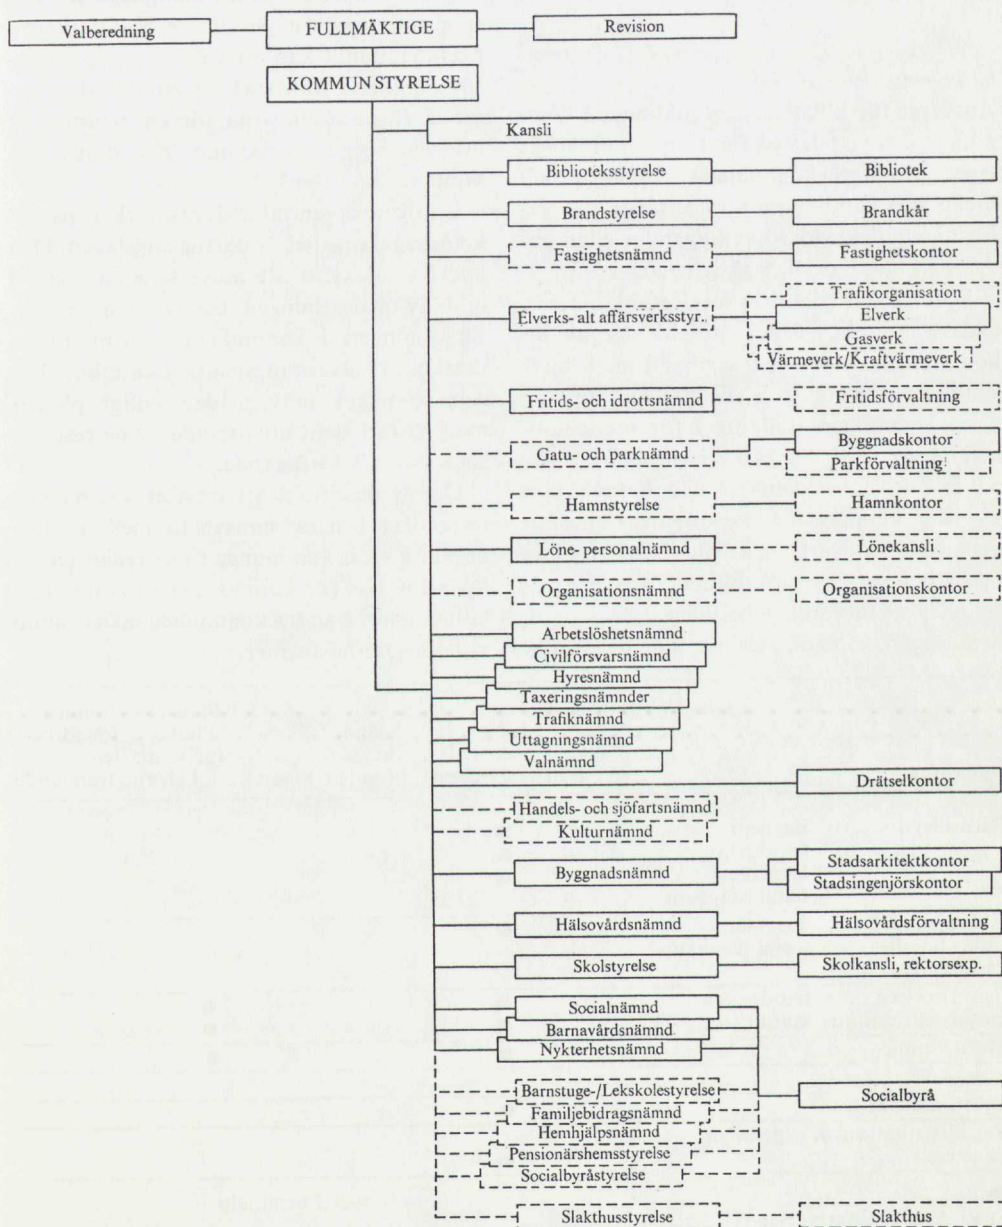 Valberedning FULLMÄKTIGE Revision
KOMMUNSTYRELSE
Kansli
Biblioteksstyrelse Bibliotek
Brandstyrelse Brandkår
Fastighetsnämnd Fastighetskontor
Trafikorganisation
Elverks- alt affärsverksstyr. Elverk
Gasverk
Värmeverk/Kraftvärmeverk
Fritids- och idrottsnämnd Fritidsförvaltning
Byggnadskontor
Gatu- och parknämnd
Parkförvaltning
Hamnstyrelse Hamnkontor
Löne- personalnämnd Lönekansli
Organisationsnämnd Organisationskontor
Arbetslöshetsnämnd
Civilförsvarsnämnd
Hyresnämnd
Taxeringsnämnder
Trafiknämnd
Uttagningsnämnd
Valnämnd
Drätselkontor
Handels- och sjöfartsnämnd
Kulturnämnd
Stadsarkitektkontor
Byggnadsnämnd
Stadsingenjörskontor
Hälsovårdsnämnd Hälsovårdsförvaltning
Skolstyrelse Skolkansli, rektorsexp.
Socialnämnd
Barnavårdsnämnd
Nykterhetsnämnd
Barnstuge-/Lekskolestyrelse Socialbyrå
Familjebidragsnämnd
Hemhjälpsnämnd
Pensionärshemsstyrelse
Socialbyråstyrelse
Slakthusstyrelse Slakthus